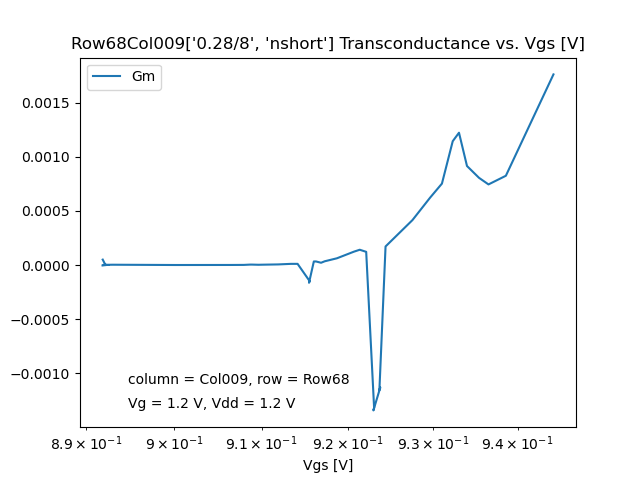 Row68Col009['0.28/8', 'nshort'] Transconductance vs. Vgs [V]
Gm
0.0015
0.0010
0.0005
0.0000
−0.0005
−0.0010
column = Col009, row = Row68
Vg = 1.2 V, Vdd = 1.2 V
8.9 × 10⁻¹ 9 × 10⁻¹ 9.1 × 10⁻¹ 9.2 × 10⁻¹ 9.3 × 10⁻¹ 9.4 × 10⁻¹
Vgs [V]